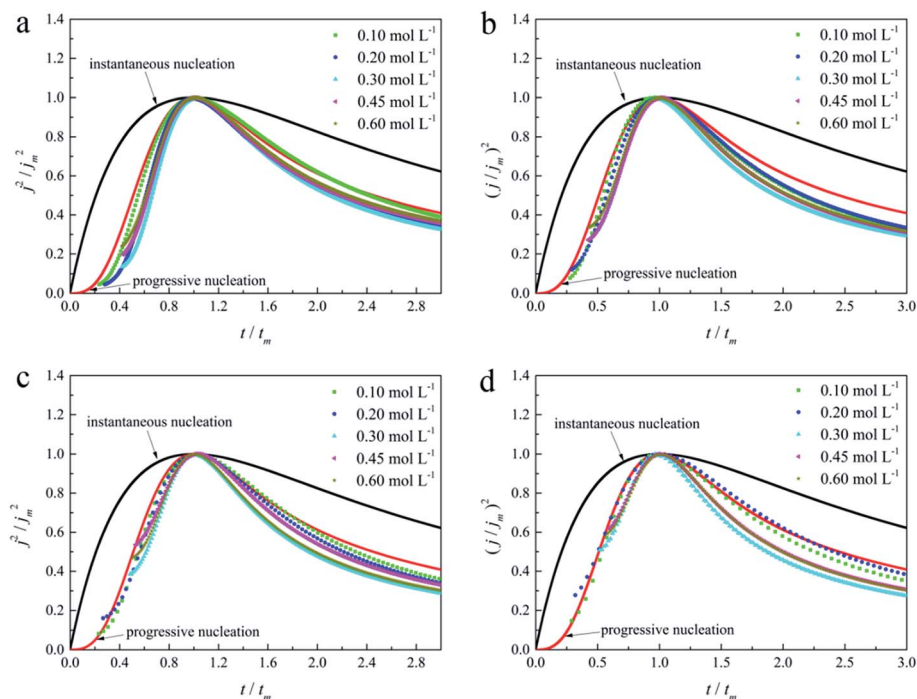 a
j² / jₘ²
1.4
1.2
1.0
0.8
0.6
0.4
0.2
0.0
0.0 0.4 0.8 1.2 1.6 2.0 2.4 2.8
t / tₘ
instantaneous nucleation
progressive nucleation
0.10 mol L⁻¹
0.20 mol L⁻¹
0.30 mol L⁻¹
0.45 mol L⁻¹
0.60 mol L⁻¹
b
(j / jₘ)²
1.4
1.2
1.0
0.8
0.6
0.4
0.2
0.0
0.0 0.5 1.0 1.5 2.0 2.5 3.0
t / tₘ
instantaneous nucleation
progressive nucleation
0.10 mol L⁻¹
0.20 mol L⁻¹
0.30 mol L⁻¹
0.45 mol L⁻¹
0.60 mol L⁻¹
c
j² / jₘ²
1.4
1.2
1.0
0.8
0.6
0.4
0.2
0.0
0.0 0.4 0.8 1.2 1.6 2.0 2.4 2.8
t / tₘ
instantaneous nucleation
progressive nucleation
0.10 mol L⁻¹
0.20 mol L⁻¹
0.30 mol L⁻¹
0.45 mol L⁻¹
0.60 mol L⁻¹
d
(j / jₘ)²
1.4
1.2
1.0
0.8
0.6
0.4
0.2
0.0
0.0 0.5 1.0 1.5 2.0 2.5 3.0
t / tₘ
instantaneous nucleation
progressive nucleation
0.10 mol L⁻¹
0.20 mol L⁻¹
0.30 mol L⁻¹
0.45 mol L⁻¹
0.60 mol L⁻¹